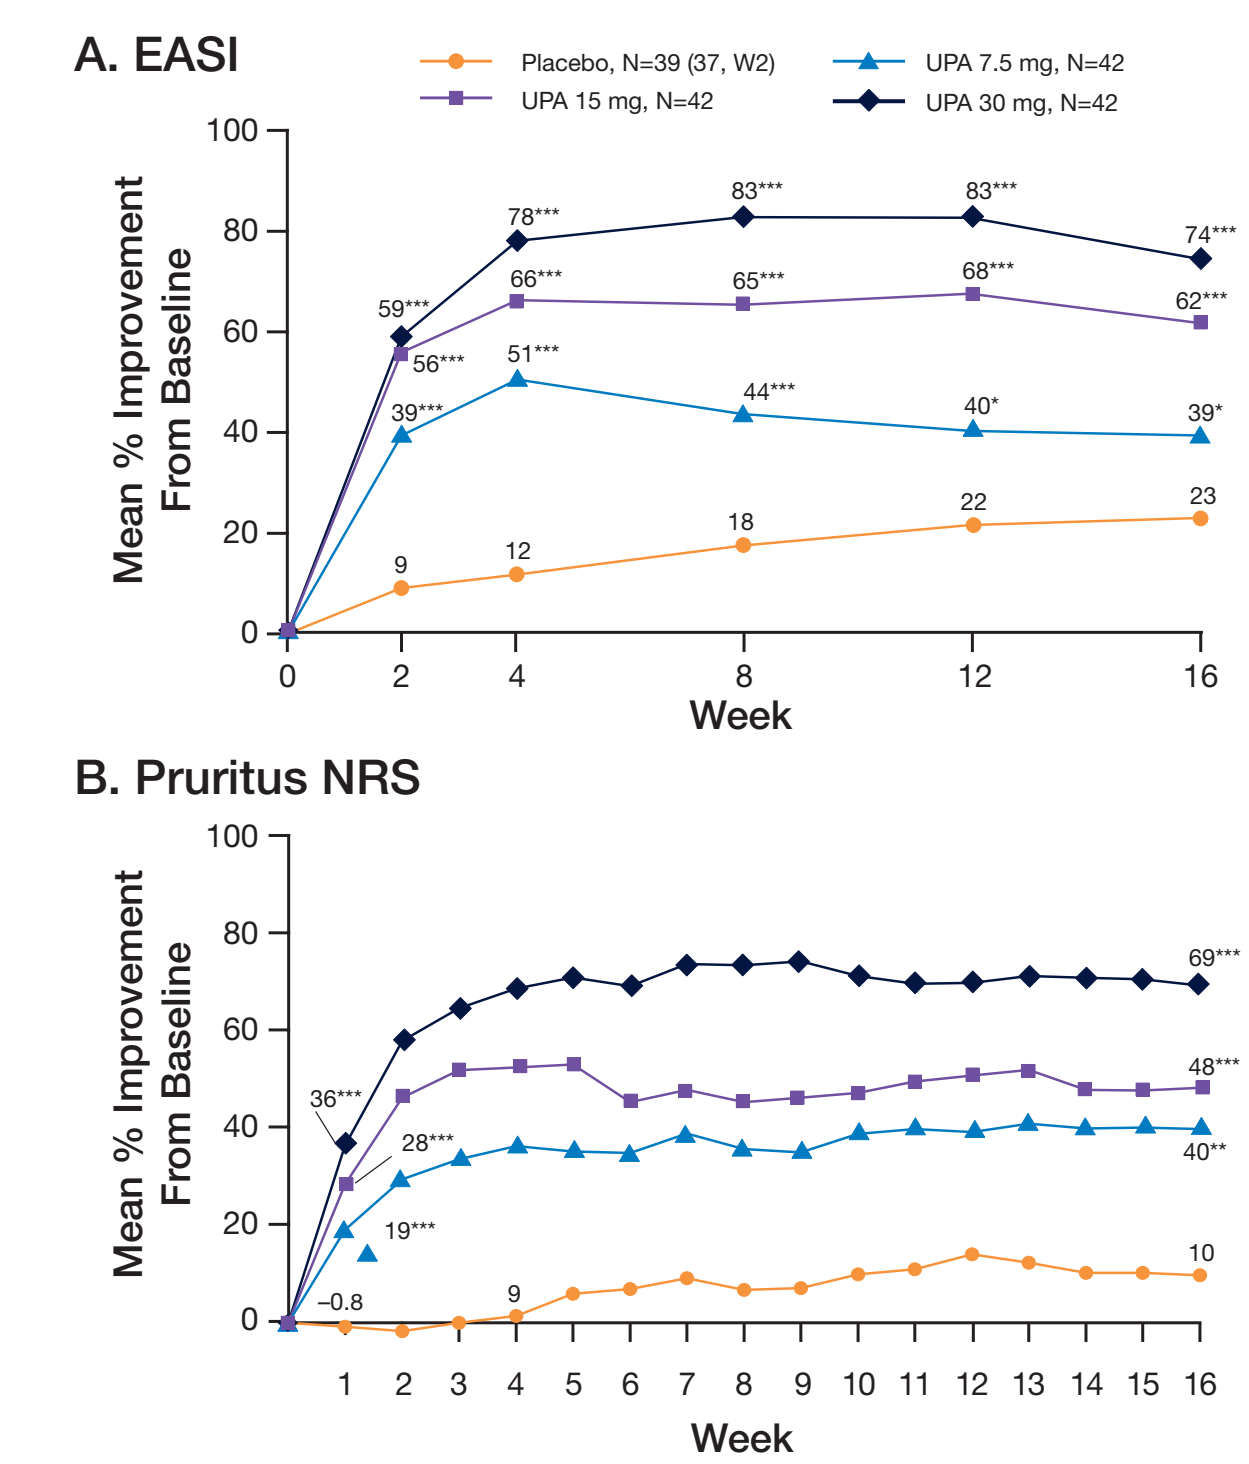 A. EASI
Placebo, N=39 (37, W2)
UPA 7.5 mg, N=42
UPA 15 mg, N=42
UPA 30 mg, N=42
Mean % Improvement
From Baseline
100
80
60
40
20
0
59***
78***
83***
83***
74***
56***
66***
65***
68***
62***
39***
51***
44***
40*
39*
9
12
18
22
23
0 2 4 8 12 16
Week
B. Pruritus NRS
Mean % Improvement
From Baseline
100
80
60
40
20
0
36***
69***
28***
48***
19***
40**
–0.8
9
10
1 2 3 4 5 6 7 8 9 10 11 12 13 14 15 16
Week